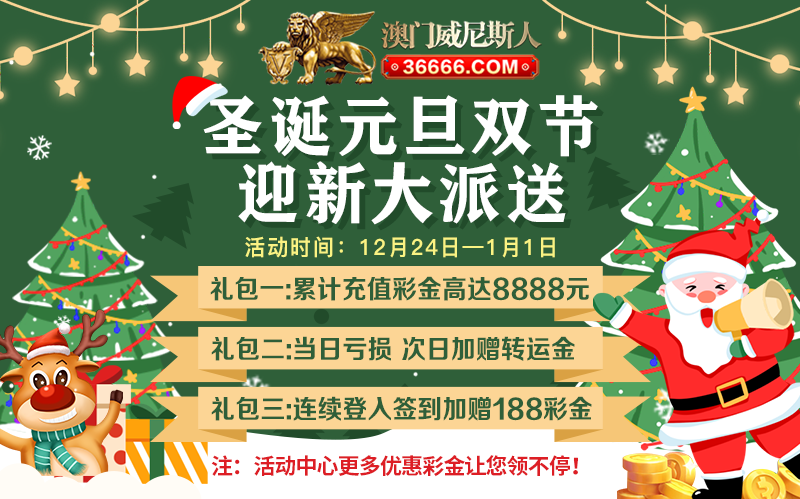 澳门威尼斯人
36666.COM
圣诞元旦双节
迎新大派送
活动时间：12月24日—1月1日
礼包一:累计充值彩金高达8888元
礼包二:当日亏损 次日加赠转运金
礼包三:连续登入签到加赠188彩金
注：活动中心更多优惠彩金让您领不停！